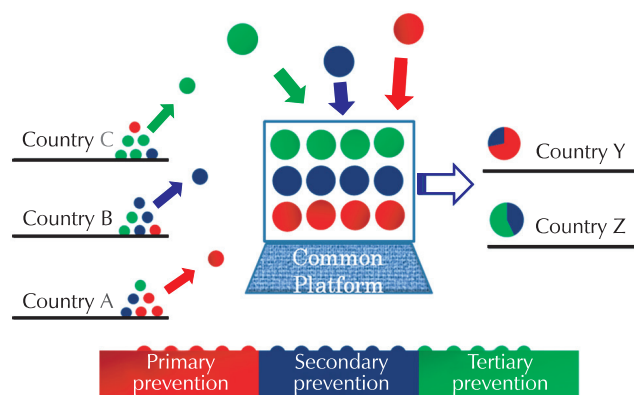 Country C
Country B
Country A
Common
Platform
Country Y
Country Z
Primary
prevention
Secondary
prevention
Tertiary
prevention